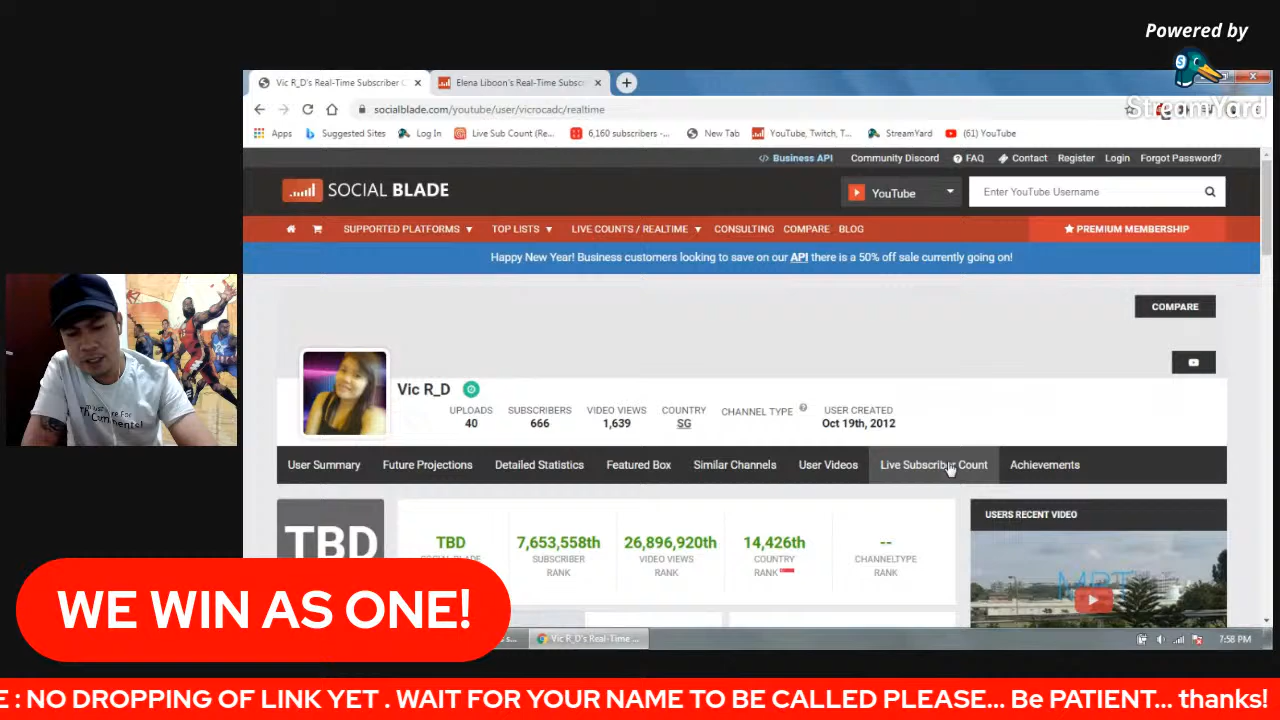 Powered by
StreamYard
Vic R_D's Real-Time Subscriber
Elena Liboon's Real-Time Subsc
socialblade.com/youtube/user/vicrocadc/realtime
Apps
Suggested Sites
Log In
Live Sub Count (Re...
6,160 subscribers -...
New Tab
YouTube, Twitch, T...
StreamYard
(61) YouTube
Business API
Community Discord
FAQ
Contact
Register
Login
Forgot Password?
SOCIAL BLADE
YouTube
Enter YouTube Username
SUPPORTED PLATFORMS
TOP LISTS
LIVE COUNTS / REALTIME
CONSULTING
COMPARE
BLOG
PREMIUM MEMBERSHIP
Happy New Year! Business customers looking to save on our API there is a 50% off sale currently going on!
COMPARE
Vic R_D
UPLOADS
40
SUBSCRIBERS
666
VIDEO VIEWS
1,639
COUNTRY
SG
CHANNEL TYPE
USER CREATED
Oct 19th, 2012
User Summary
Future Projections
Detailed Statistics
Featured Box
Similar Channels
User Videos
Live Subscriber Count
Achievements
TBD
TBD
7,653,558th
SUBSCRIBER
RANK
26,896,920th
VIDEO VIEWS
RANK
14,426th
COUNTRY
RANK
--
CHANNELTYPE
RANK
USERS RECENT VIDEO
WE WIN AS ONE!
Vic R_D's Real-Time ...
7:58 PM
E : NO DROPPING OF LINK YET . WAIT FOR YOUR NAME TO BE CALLED PLEASE... Be PATIENT... thanks!